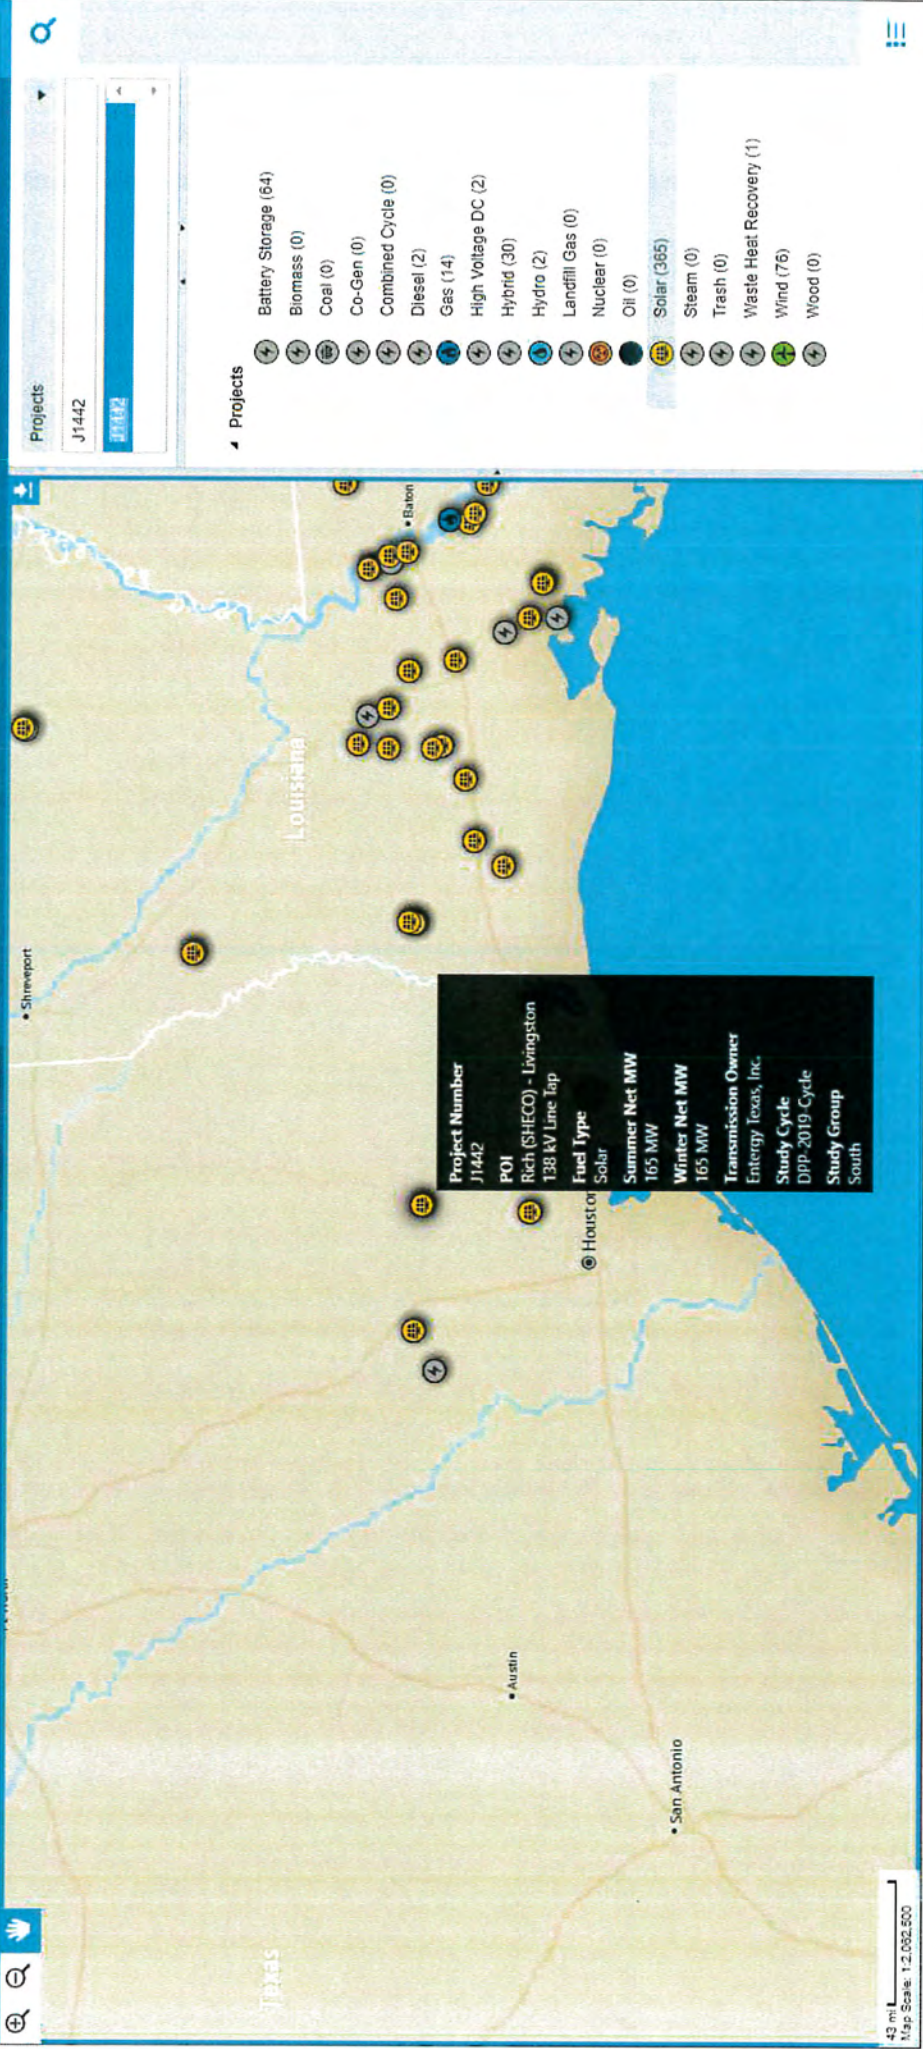 Projects
J1442
J1442
Projects
Battery Storage (64)
Biomass (0)
Coal (0)
Co-Gen (0)
Combined Cycle (0)
Diesel (2)
Gas (14)
High Voltage DC (2)
Hybrid (30)
Hydro (2)
Landfill Gas (0)
Nuclear (0)
Oil (0)
Solar (365)
Steam (0)
Trash (0)
Waste Heat Recovery (1)
Wind (76)
Wood (0)
Shreveport
Louisiana
Baton
Texas
Austin
San Antonio
Houston
Project Number
J1442
POI
Rich (SHECO) - Livingston
138 kV Line Tap
Fuel Type
Solar
Summer Net MW
165 MW
Winter Net MW
165 MW
Transmission Owner
Entergy Texas, Inc.
Study Cycle
DPP-2019-Cycle
Study Group
South
43 mi
Map Scale: 1:2,062,500